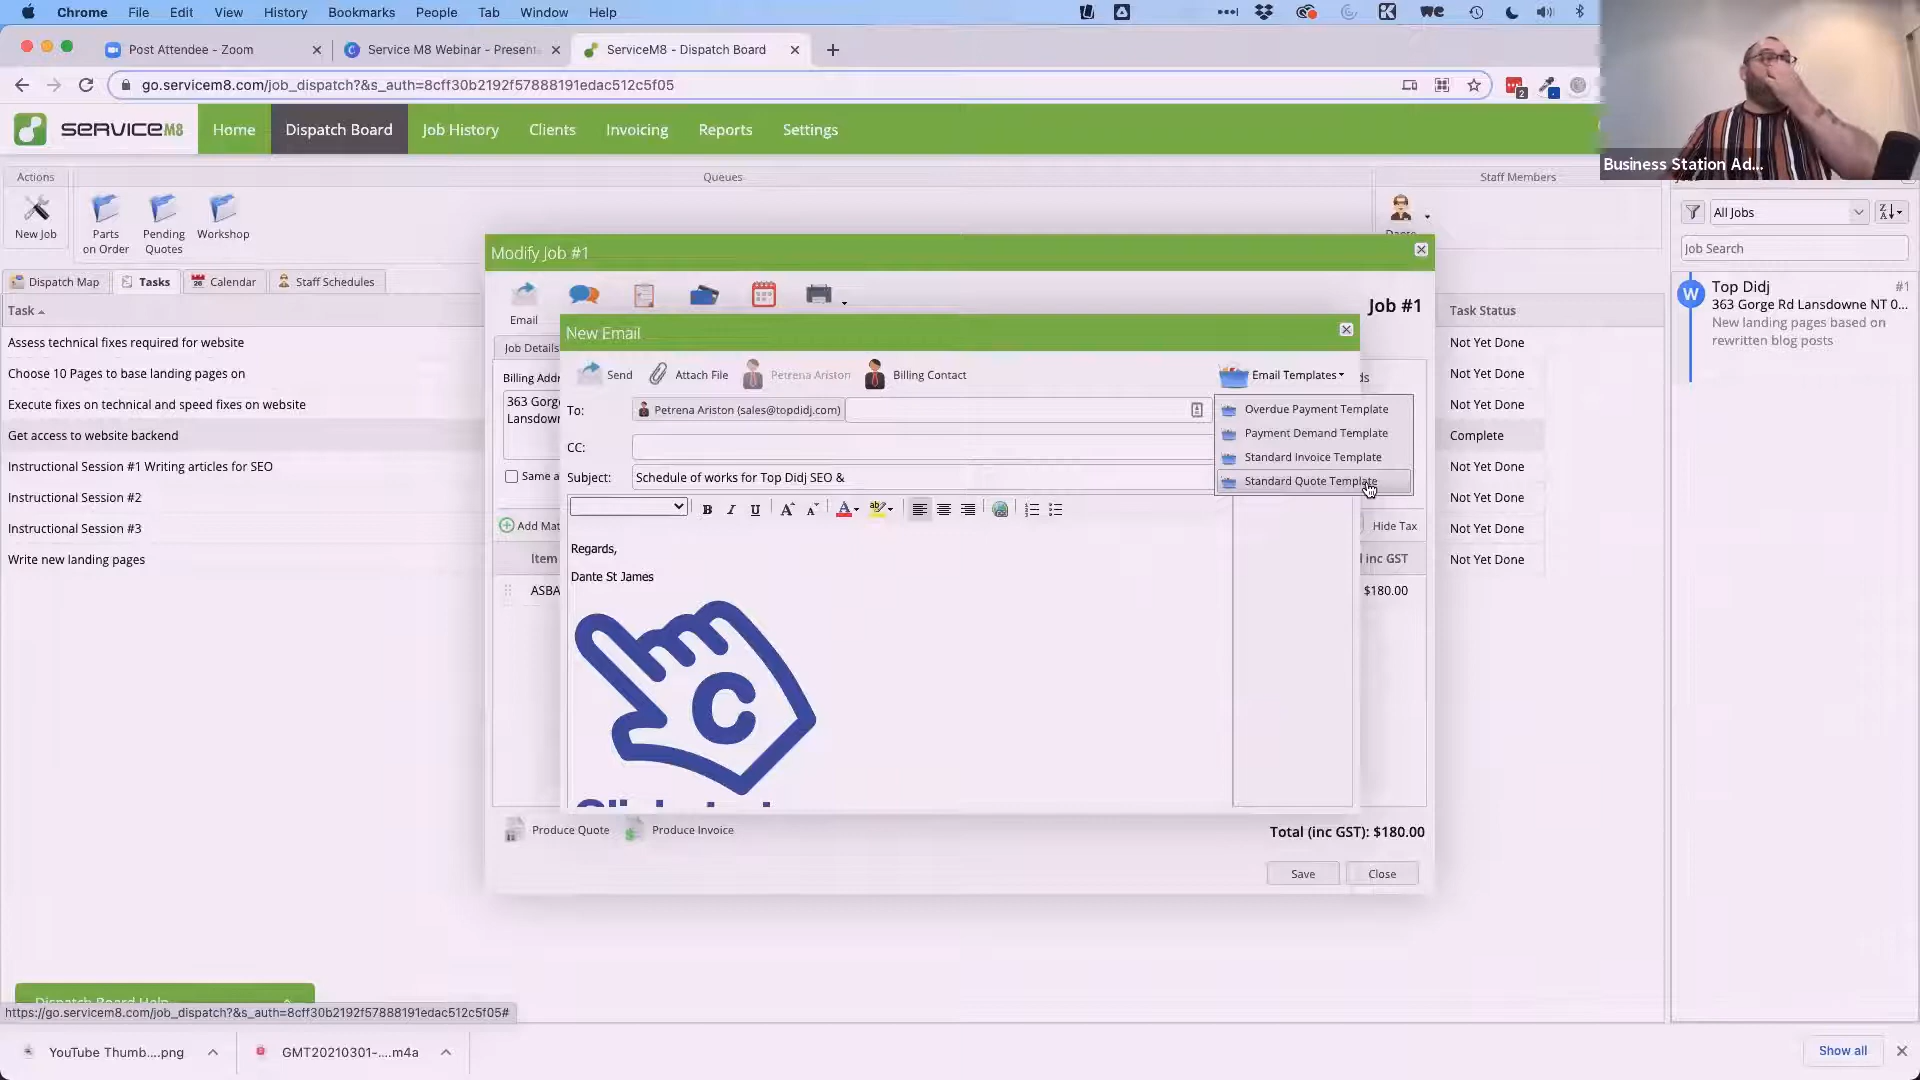 Chrome File Edit View History Bookmarks People Tab Window Help
Post Attendee - Zoom
Service M8 Webinar - Present
ServiceM8 - Dispatch Board
go.servicem8.com/job_dispatch?&s_auth=8cff30b2192f57888191edac512c5f05
2
SERVICEM8
Home
Dispatch Board
Job History
Clients
Invoicing
Reports
Settings
Business Station Ad...
Actions
Queues
Staff Members
New Job
Parts on Order
Pending Quotes
Workshop
All Jobs
Job Search
Dispatch Map
Tasks
Calendar
Staff Schedules
Task
Task Status
Assess technical fixes required for website
Not Yet Done
Choose 10 Pages to base landing pages on
Not Yet Done
Execute fixes on technical and speed fixes on website
Not Yet Done
Get access to website backend
Complete
Instructional Session #1 Writing articles for SEO
Not Yet Done
Instructional Session #2
Not Yet Done
Instructional Session #3
Not Yet Done
Write new landing pages
Not Yet Done
W
Top Didj
#1
363 Gorge Rd Lansdowne NT 0...
New landing pages based on
rewritten blog posts
Modify Job #1
Email
Job #1
Job Details
Billing Addr
363 Gorg
Lansdown
Same a
Add Mat
Hide Tax
Item
inc GST
ASBA
$180.00
New Email
Send
Attach File
Petrena Ariston
Billing Contact
Email Templates
Overdue Payment Template
Payment Demand Template
Standard Invoice Template
Standard Quote Template
To:
Petrena Ariston (sales@topdidj.com)
CC:
Subject:
Schedule of works for Top Didj SEO &
B I U A A A ab
Regards,
Dante St James
C
Produce Quote
Produce Invoice
Total (inc GST): $180.00
Save
Close
https://go.servicem8.com/job_dispatch?&s_auth=8cff30b2192f57888191edac512c5f05#
YouTube Thumb....png
GMT20210301-....m4a
Show all